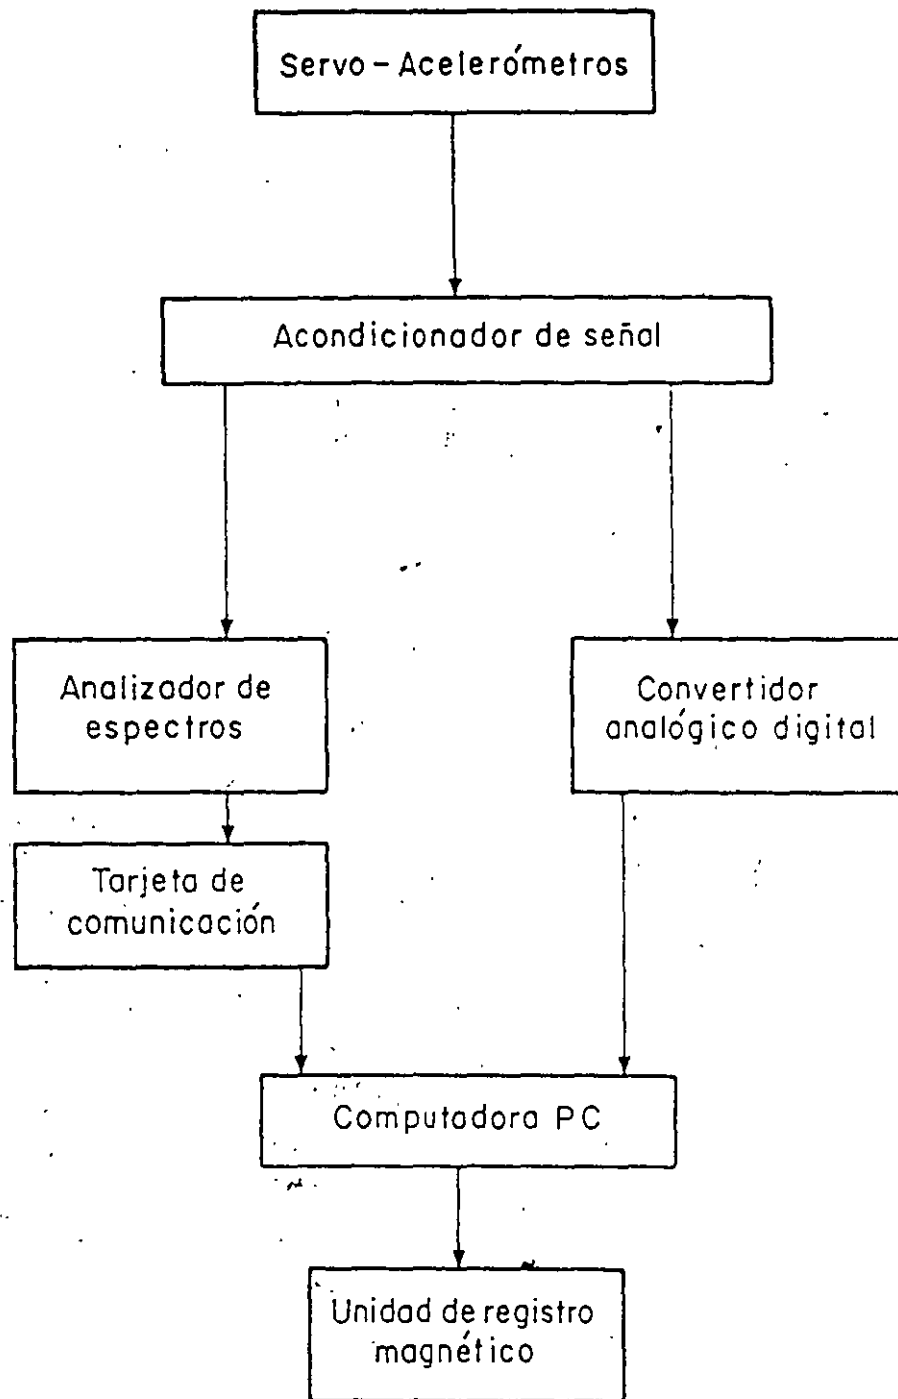 Servo-Acelerómetros
Acondicionador de señal
Analizador de
espectros
Convertidor
analógico digital
Tarjeta de
comunicación
Computadora PC
Unidad de registro
magnético